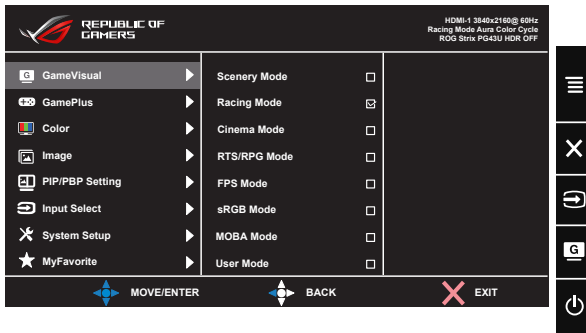 REPUBLIC OF
GAMERS
HDMI-1 3840x2160@ 60Hz
Racing Mode Aura Color Cycle
ROG Strix PG43U HDR OFF
G GameVisual
GamePlus
Color
Image
PIP/PBP Setting
Input Select
System Setup
MyFavorite
Scenery Mode
Racing Mode
Cinema Mode
RTS/RPG Mode
FPS Mode
sRGB Mode
MOBA Mode
User Mode
G
MOVE/ENTER
BACK
EXIT